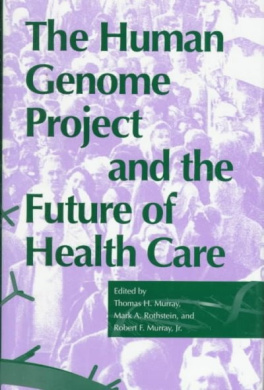 The Human
Genome
Project
and the
Future of
Health Care
Edited by
Thomas H. Murray,
Mark A. Rothstein, and
Robert F. Murray, Jr.